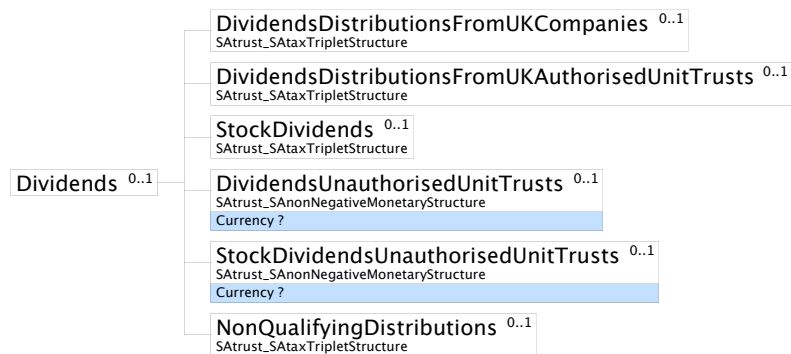 DividendsDistributionsFromUKCompanies 0..1
SAtrust_SAtaxTripletStructure
DividendsDistributionsFromUKAuthorisedUnitTrusts 0..1
SAtrust_SAtaxTripletStructure
StockDividends 0..1
SAtrust_SAtaxTripletStructure
Dividends 0..1
DividendsUnauthorisedUnitTrusts 0..1
SAtrust_SAnonNegativeMonetaryStructure
Currency ?
StockDividendsUnauthorisedUnitTrusts 0..1
SAtrust_SAnonNegativeMonetaryStructure
Currency ?
NonQualifyingDistributions 0..1
SAtrust_SAtaxTripletStructure